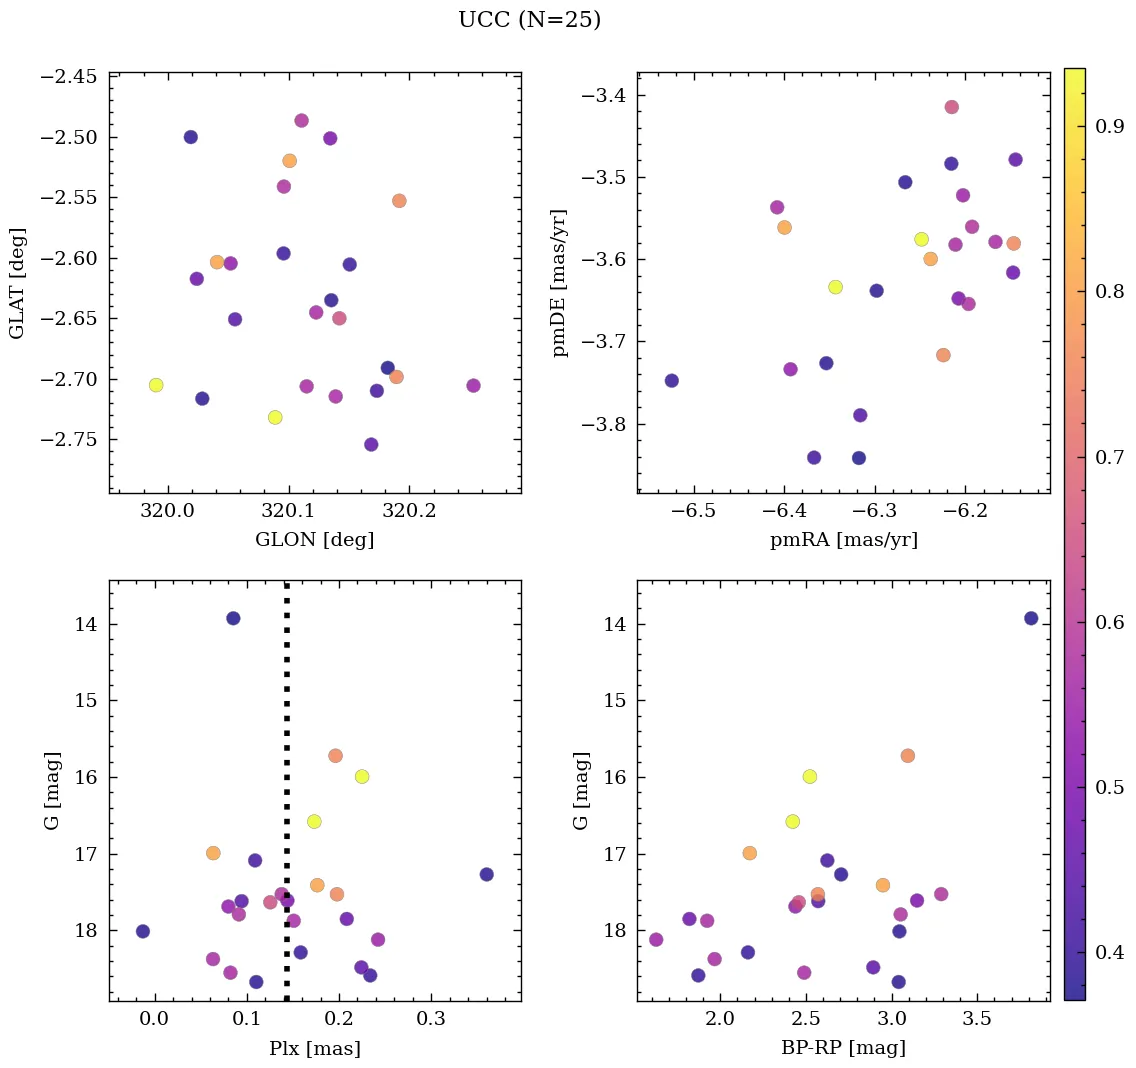 UCC (N=25)
−2.45
−2.50
−2.55
−2.60
−2.65
−2.70
−2.75
GLAT [deg]
320.0 320.1 320.2
GLON [deg]
−3.4
−3.5
−3.6
−3.7
−3.8
pmDE [mas/yr]
−6.5 −6.4 −6.3 −6.2
pmRA [mas/yr]
14
15
16
17
18
G [mag]
0.0 0.1 0.2 0.3
Plx [mas]
14
15
16
17
18
G [mag]
2.0 2.5 3.0 3.5
BP-RP [mag]
0.9
0.8
0.7
0.6
0.5
0.4